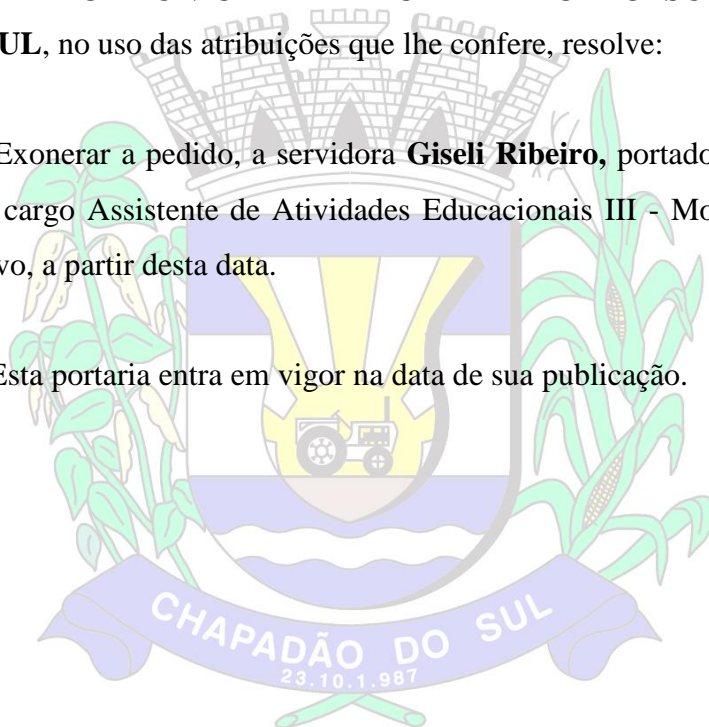 UL, no uso das atribuições que lhe confere, resolve:
Exonerar a pedido, a servidora Giseli Ribeiro, portado
cargo Assistente de Atividades Educacionais III - Mo
vo, a partir desta data.
Esta portaria entra em vigor na data de sua publicação.
CHAPADÃO DO SUL
23.10.1.987